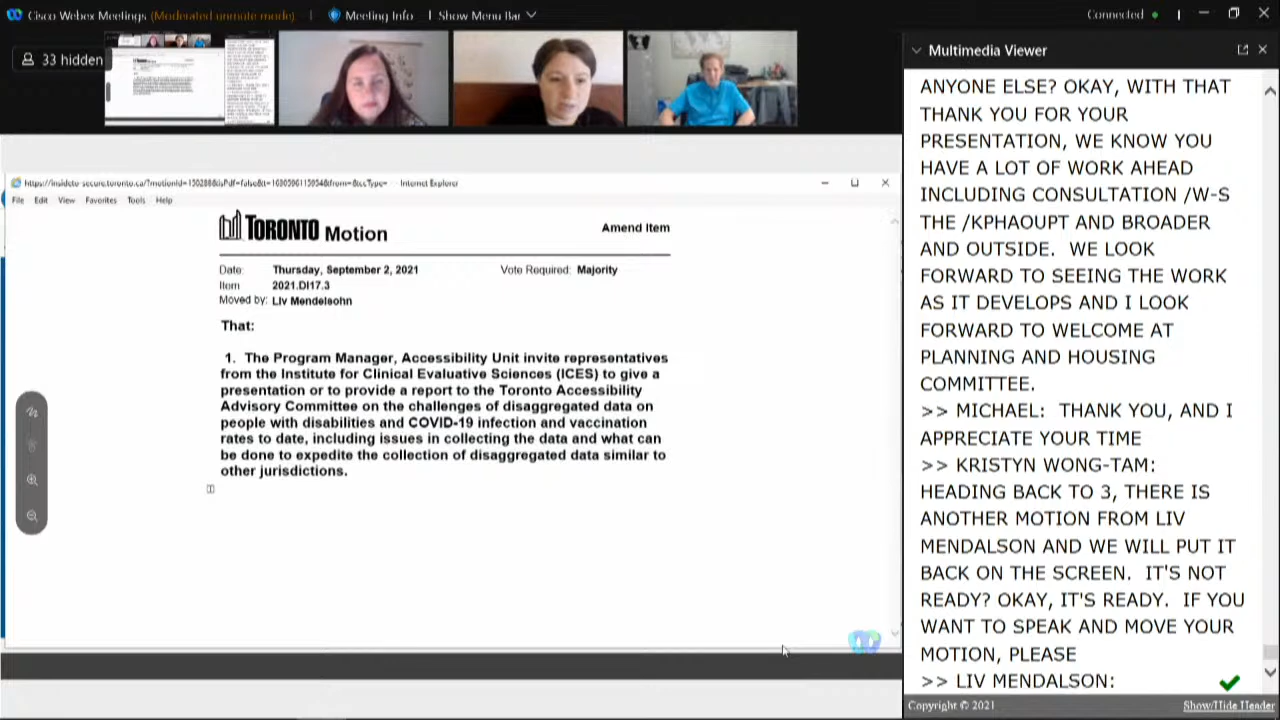 Cisco Webex Meetings (Moderated unmute mode) | Meeting Info | Show Menu Bar
Connected
33 hidden
Multimedia Viewer
File Edit View Favorites Tools Help
Internet Explorer
TORONTO Motion
Amend Item
Date: Thursday, September 2, 2021 Vote Required: Majority
Item 2021.DI17.3
Moved by: Liv Mendelsohn
That:
1. The Program Manager, Accessibility Unit invite representatives
from the Institute for Clinical Evaluative Sciences (ICES) to give a
presentation or to provide a report to the Toronto Accessibility
Advisory Committee on the challenges of disaggregated data on
people with disabilities and COVID-19 infection and vaccination
rates to date, including issues in collecting the data and what can
be done to expedite the collection of disaggregated data similar to
other jurisdictions.
ANYONE ELSE? OKAY, WITH THAT
THANK YOU FOR YOUR
PRESENTATION, WE KNOW YOU
HAVE A LOT OF WORK AHEAD
INCLUDING CONSULTATION /W-S
THE /KPHAOUPT AND BROADER
AND OUTSIDE. WE LOOK
FORWARD TO SEEING THE WORK
AS IT DEVELOPS AND I LOOK
FORWARD TO WELCOME AT
PLANNING AND HOUSING
COMMITTEE.
>> MICHAEL: THANK YOU, AND I
APPRECIATE YOUR TIME
>> KRISTYN WONG-TAM:
HEADING BACK TO 3, THERE IS
ANOTHER MOTION FROM LIV
MENDALSON AND WE WILL PUT IT
BACK ON THE SCREEN. IT'S NOT
READY? OKAY, IT'S READY. IF YOU
WANT TO SPEAK AND MOVE YOUR
MOTION, PLEASE
>> LIV MENDALSON:
Copyright © 2021
Show/Hide Header